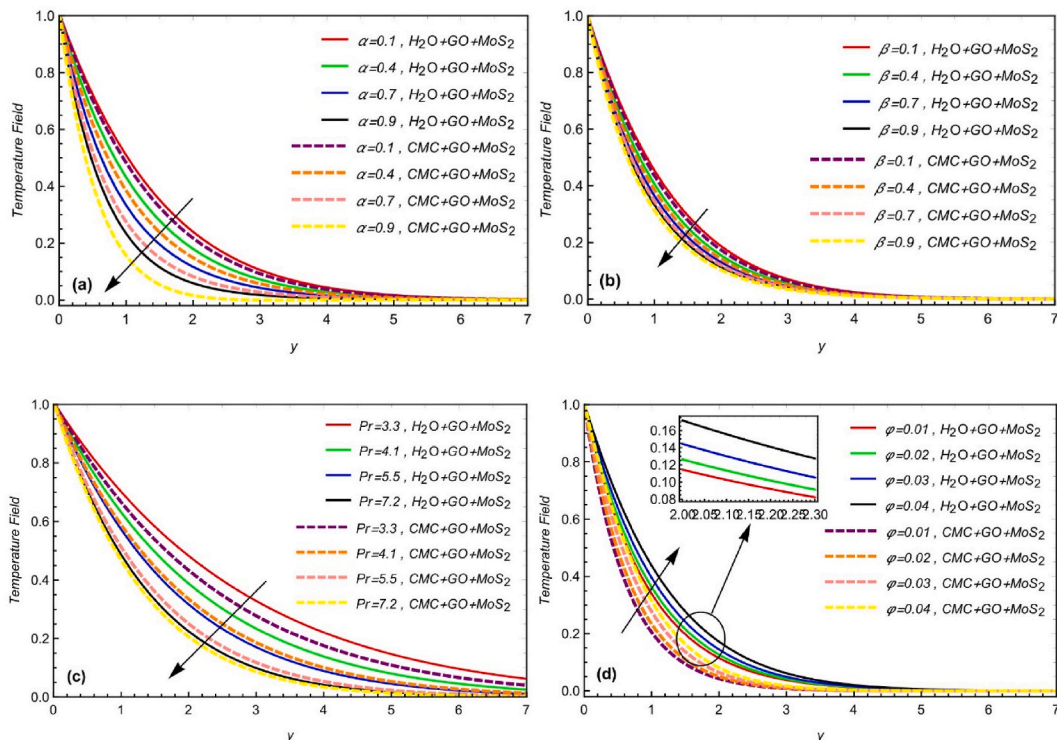 1.0
0.8
0.6
0.4
0.2
0.0
Temperature Field
α=0.1 , H₂O+GO+MoS₂
α=0.4 , H₂O+GO+MoS₂
α=0.7 , H₂O+GO+MoS₂
α=0.9 , H₂O+GO+MoS₂
α=0.1 , CMC+GO+MoS₂
α=0.4 , CMC+GO+MoS₂
α=0.7 , CMC+GO+MoS₂
α=0.9 , CMC+GO+MoS₂
(a)
0 1 2 3 4 5 6 7
y
1.0
0.8
0.6
0.4
0.2
0.0
Temperature Field
β=0.1 , H₂O+GO+MoS₂
β=0.4 , H₂O+GO+MoS₂
β=0.7 , H₂O+GO+MoS₂
β=0.9 , H₂O+GO+MoS₂
β=0.1 , CMC+GO+MoS₂
β=0.4 , CMC+GO+MoS₂
β=0.7 , CMC+GO+MoS₂
β=0.9 , CMC+GO+MoS₂
(b)
0 1 2 3 4 5 6 7
y
1.0
0.8
0.6
0.4
0.2
0.0
Temperature Field
Pr=3.3 , H₂O+GO+MoS₂
Pr=4.1 , H₂O+GO+MoS₂
Pr=5.5 , H₂O+GO+MoS₂
Pr=7.2 , H₂O+GO+MoS₂
Pr=3.3 , CMC+GO+MoS₂
Pr=4.1 , CMC+GO+MoS₂
Pr=5.5 , CMC+GO+MoS₂
Pr=7.2 , CMC+GO+MoS₂
(c)
0 1 2 3 4 5 6 7
y
1.0
0.8
0.6
0.4
0.2
0.0
Temperature Field
0.16
0.14
0.12
0.10
0.08
2.00 2.05 2.10 2.15 2.20 2.25 2.30
φ=0.01 , H₂O+GO+MoS₂
φ=0.02 , H₂O+GO+MoS₂
φ=0.03 , H₂O+GO+MoS₂
φ=0.04 , H₂O+GO+MoS₂
φ=0.01 , CMC+GO+MoS₂
φ=0.02 , CMC+GO+MoS₂
φ=0.03 , CMC+GO+MoS₂
φ=0.04 , CMC+GO+MoS₂
(d)
0 1 2 3 4 5 6 7
y